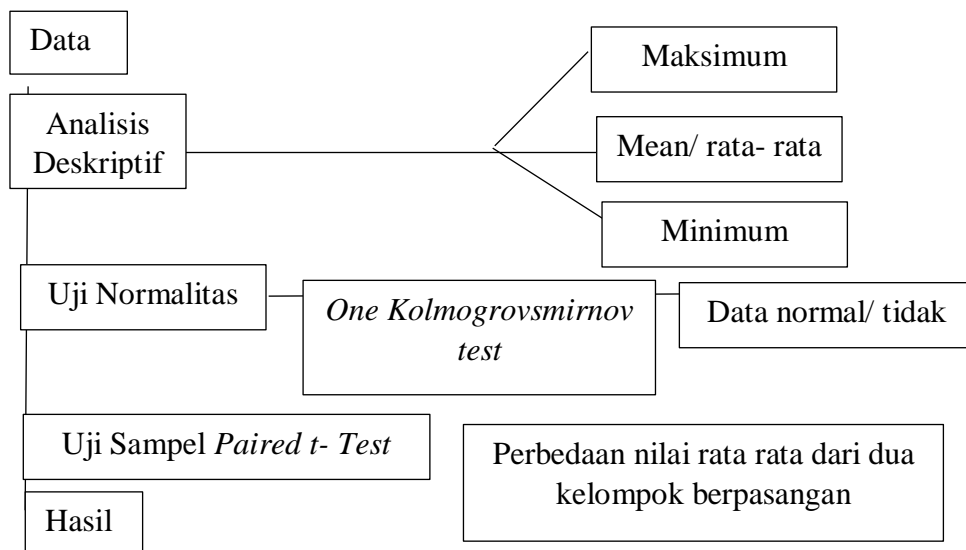 Data
Maksimum
Analisis
Deskriptif
Mean/ rata- rata
Minimum
Uji Normalitas
One Kolmogrovsmirnov
test
Data normal/ tidak
Uji Sampel Paired t- Test
Perbedaan nilai rata rata dari dua
kelompok berpasangan
Hasil